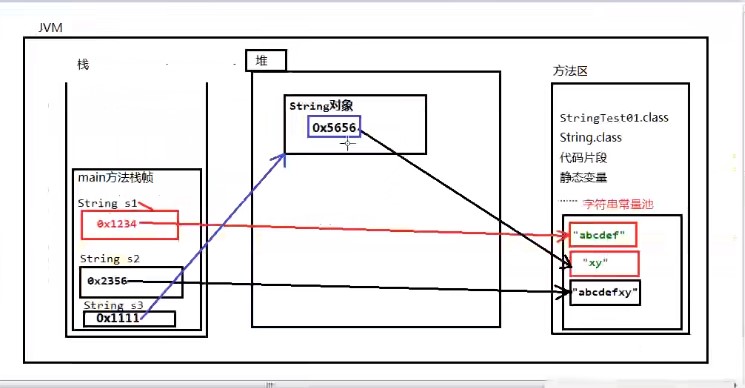 JVM
栈
堆
方法区
String对象
0x5656
StringTest01.class
String.class
代码片段
静态变量
...... 字符串常量池
main方法栈帧
String s1
0x1234
"abcdef"
"xy"
String s2
0x2356
"abcdefxy"
String s3
0x1111